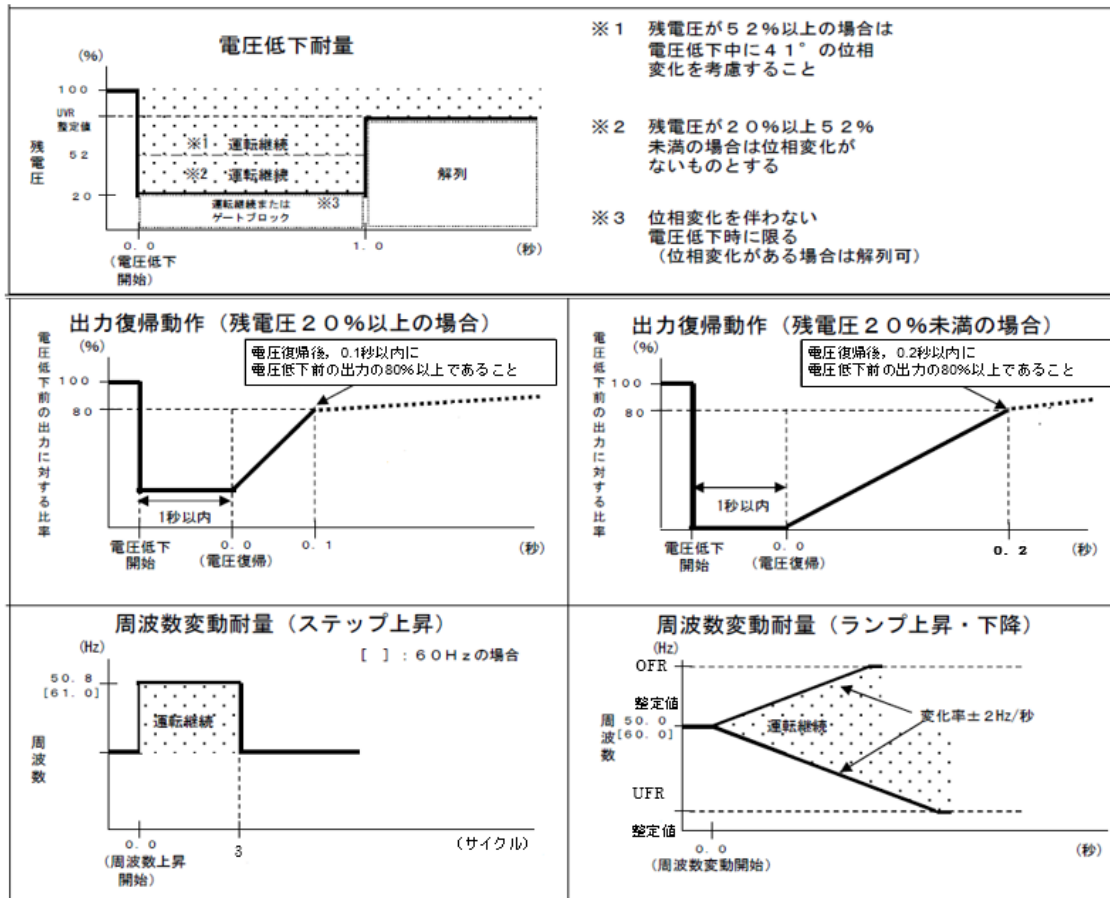 電圧低下耐量
(%)
100
UVR
整定値
52
20
残電圧
※1 運転継続
※2 運転継続
運転継続または
ゲートブロック
※3
解列
0.0
(電圧低下
開始)
1.0
(秒)
※1 残電圧が52%以上の場合は
電圧低下中に41°の位相
変化を考慮すること
※2 残電圧が20%以上52%
未満の場合は位相変化が
ないものとする
※3 位相変化を伴わない
電圧低下時に限る
(位相変化がある場合は解列可)
出力復帰動作(残電圧20%以上の場合)
(%)
電圧復帰後,0.1秒以内に
電圧低下前の出力の80%以上であること
100
80
電圧低下前の出力に対する比率
1秒以内
電圧低下
開始
0.0
(電圧復帰)
0.1
(秒)
出力復帰動作(残電圧20%未満の場合)
(%)
電圧復帰後,0.2秒以内に
電圧低下前の出力の80%以上であること
100
80
電圧低下前の出力に対する比率
1秒以内
電圧低下
開始
0.0
(電圧復帰)
0.2
(秒)
周波数変動耐量(ステップ上昇)
(Hz)
[ ]:60Hzの場合
50.8
[61.0]
運転継続
周波数
0.0
(周波数上昇
開始)
3
(サイクル)
周波数変動耐量(ランプ上昇・下降)
(Hz)
OFR
整定値
50.0
[60.0]
周波数
運転継続
変化率±2Hz/秒
UFR
整定値
0.0
(周波数変動開始)
(秒)